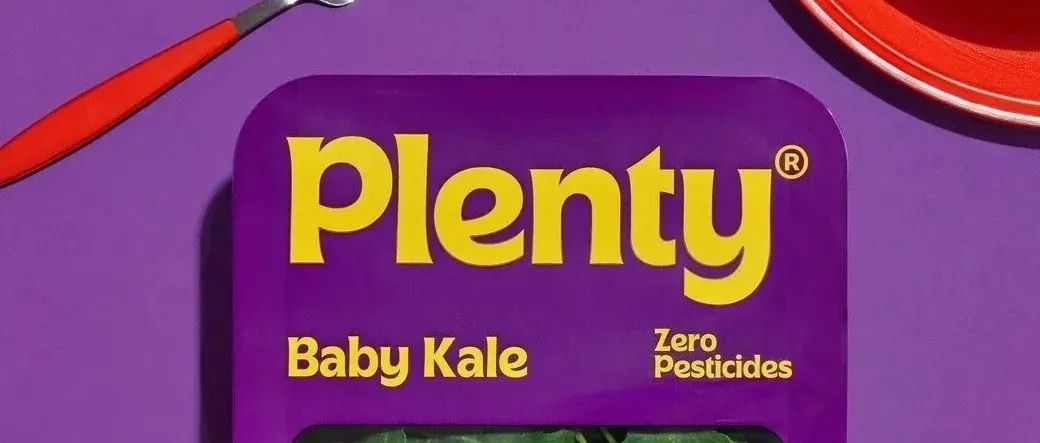 Plenty®
Baby Kale
Zero
Pesticides